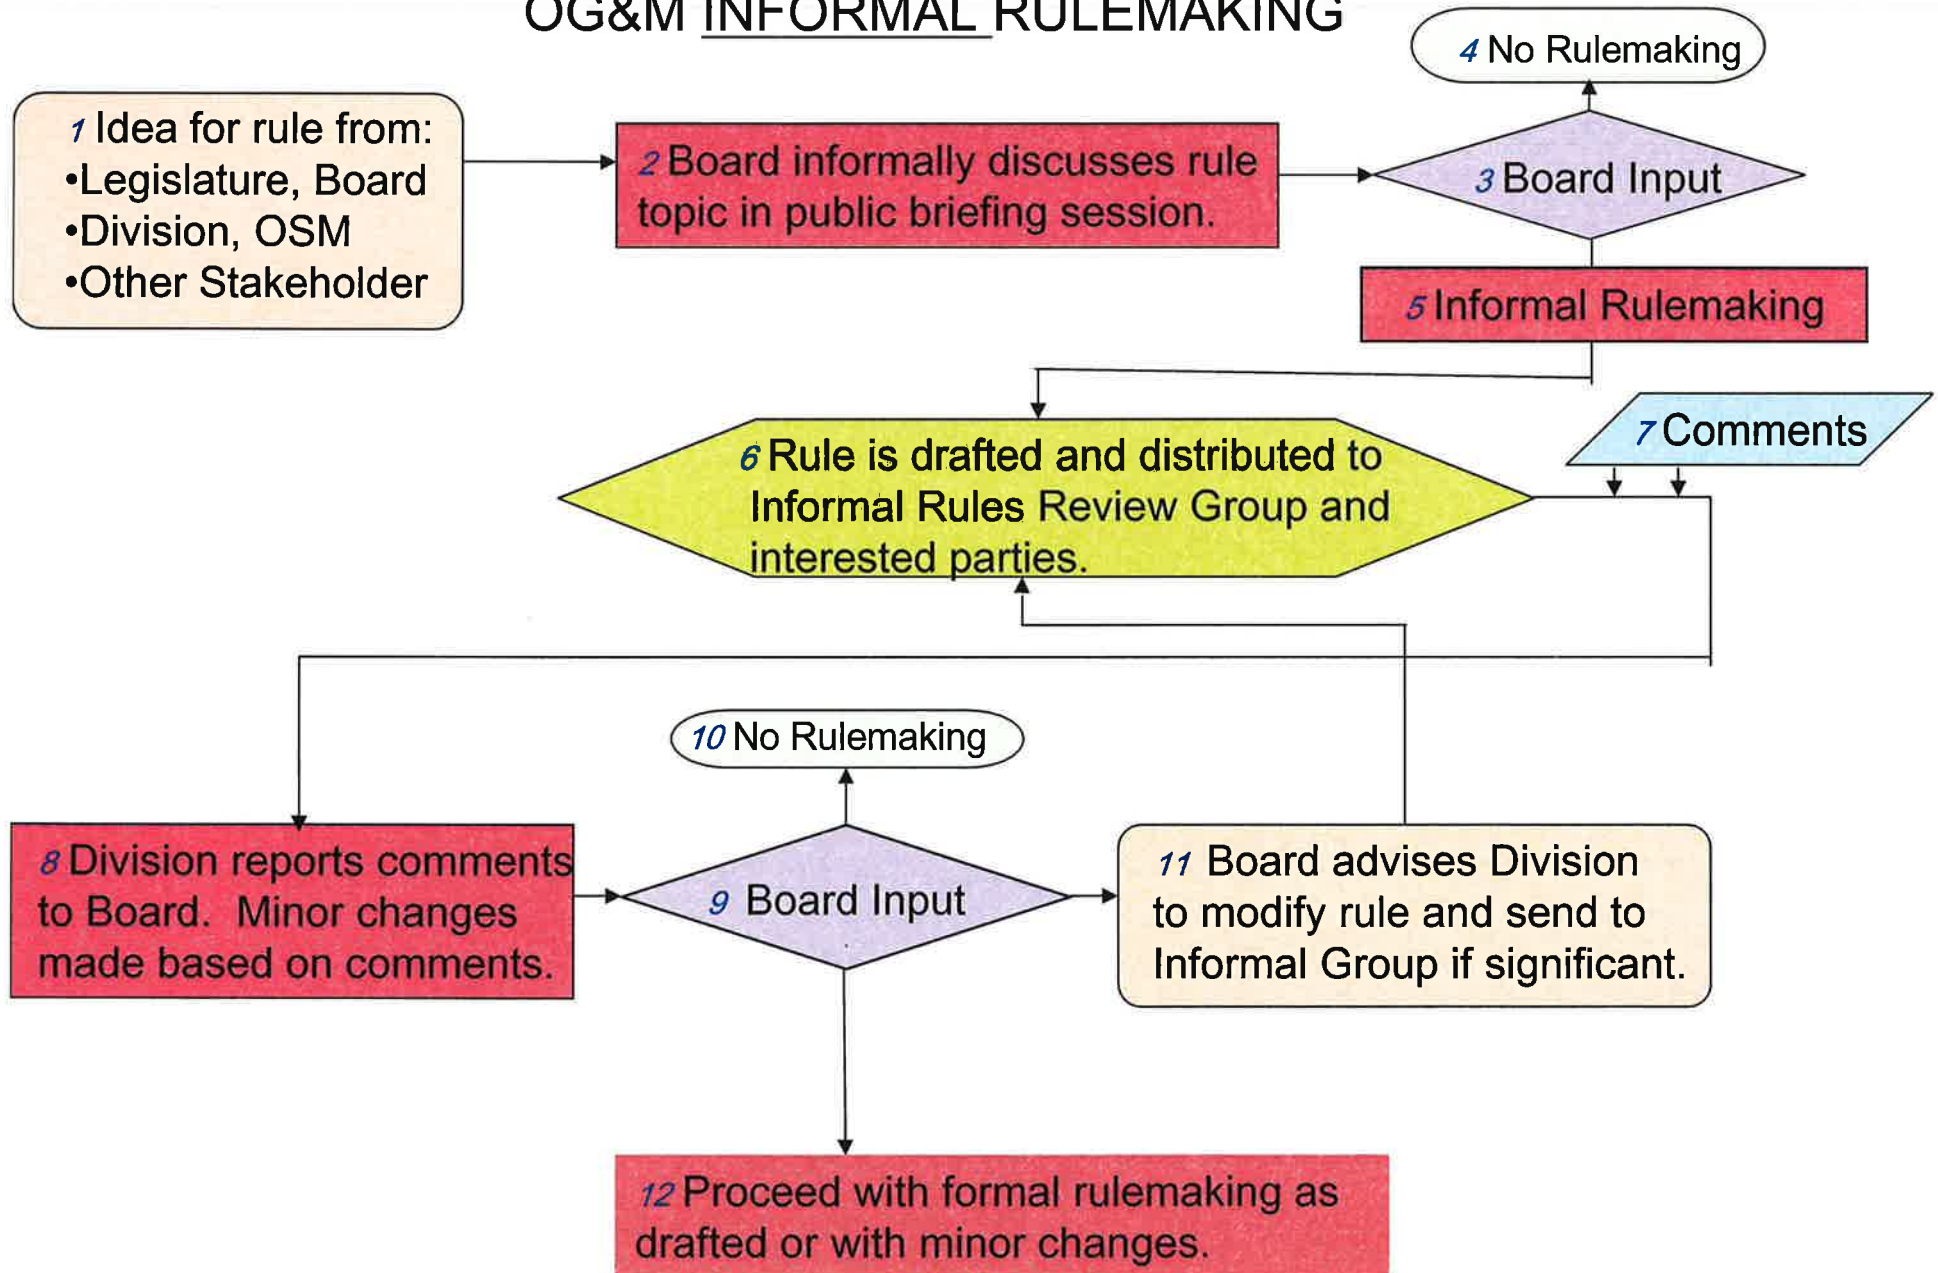 OG&M INFORMAL RULEMAKING
1 Idea for rule from:
•Legislature, Board
•Division, OSM
•Other Stakeholder
2 Board informally discusses rule
topic in public briefing session.
3 Board Input
4 No Rulemaking
5 Informal Rulemaking
6 Rule is drafted and distributed to
Informal Rules Review Group and
interested parties.
7 Comments
8 Division reports comments
to Board. Minor changes
made based on comments.
9 Board Input
10 No Rulemaking
11 Board advises Division
to modify rule and send to
Informal Group if significant.
12 Proceed with formal rulemaking as
drafted or with minor changes.